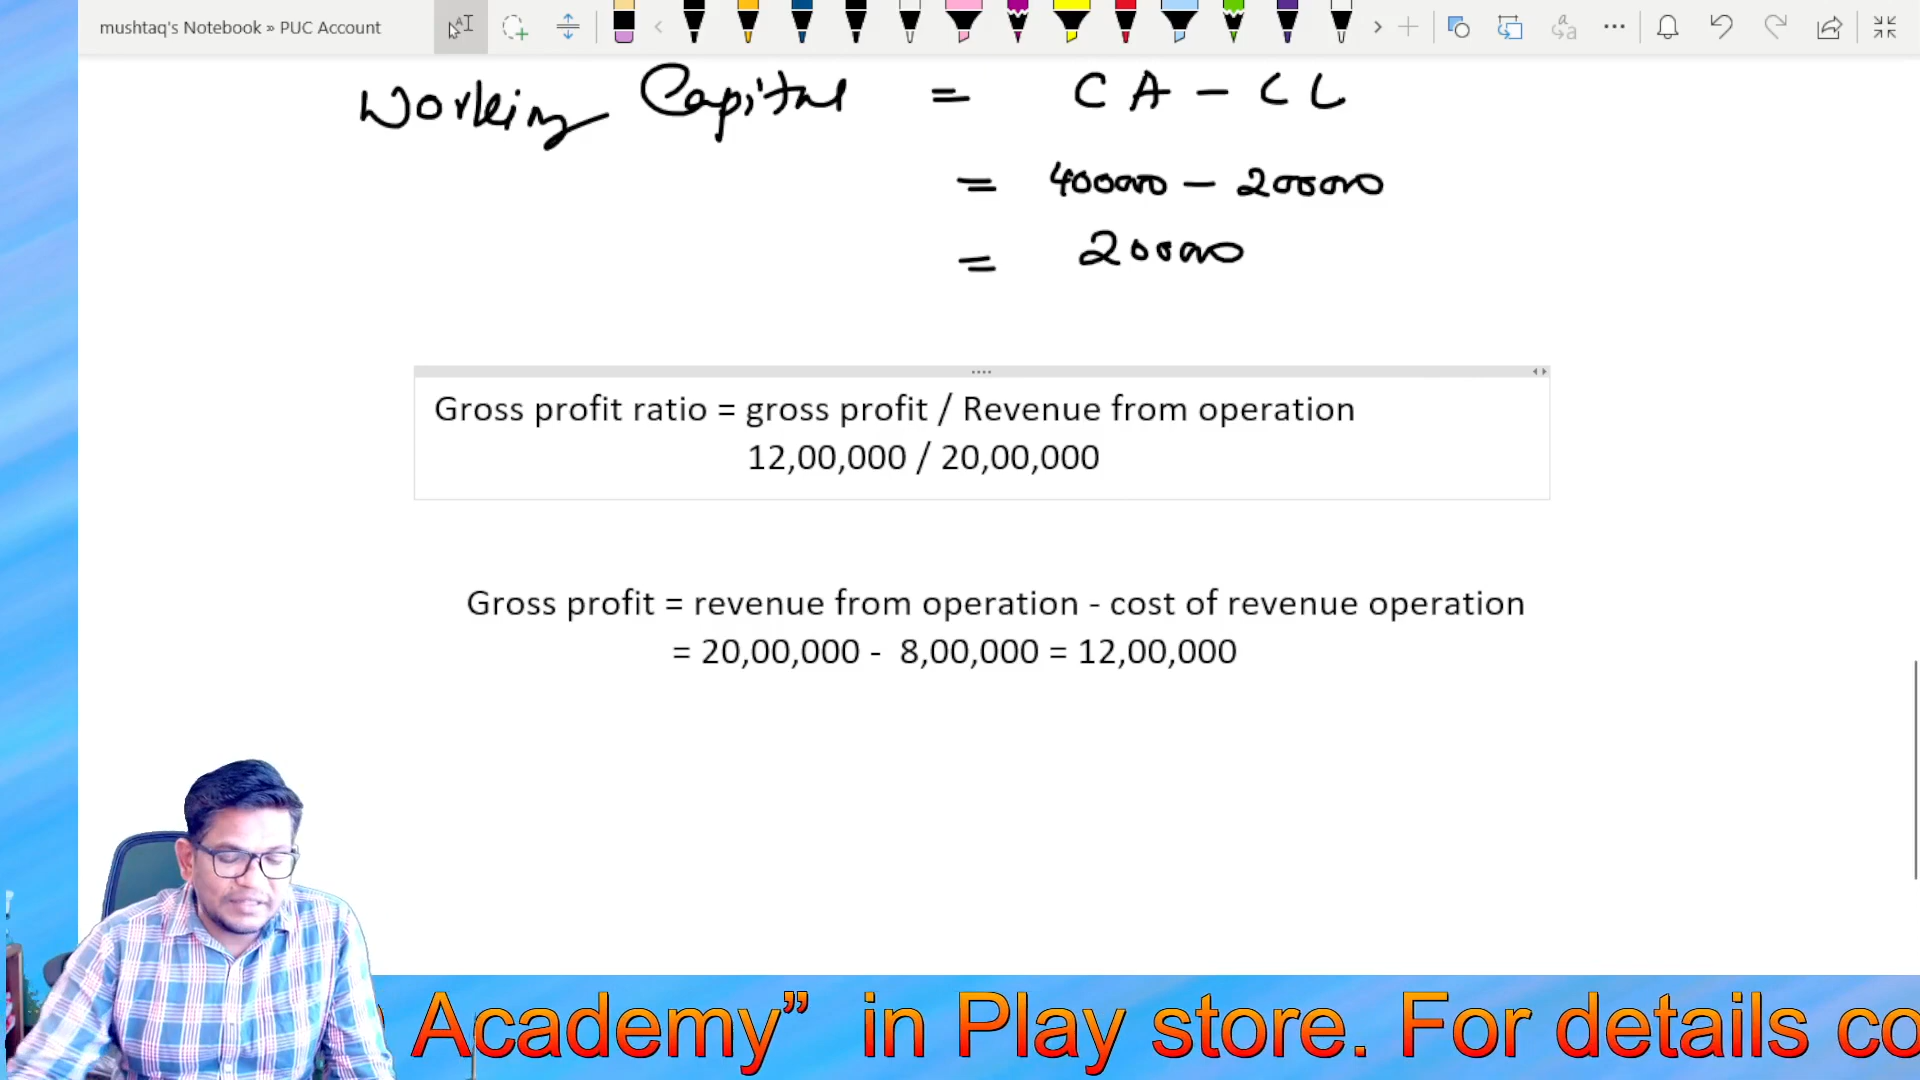 mushtaq's Notebook » PUC Account
Working Capital = CA - CL
= 400000 - 200000
= 200000
Gross profit ratio = gross profit / Revenue from operation
12,00,000 / 20,00,000
Gross profit = revenue from operation - cost of revenue operation
= 20,00,000 - 8,00,000 = 12,00,000
Academy” in Play store. For details co